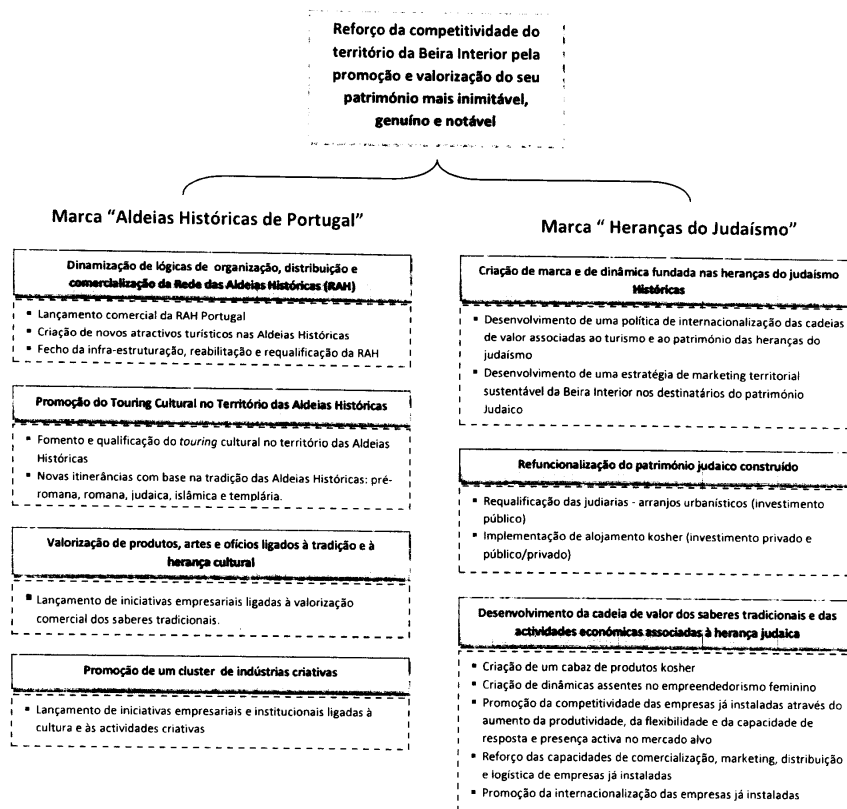 Reforço da competitividade do
território da Beira Interior pela
promoção e valorização do seu
património mais inimitável,
genuíno e notável
Marca "Aldeias Históricas de Portugal"
Dinamização de lógicas de organização, distribuição e
comercialização da Rede das Aldeias Históricas (RAH)
▪ Lançamento comercial da RAH Portugal
▪ Criação de novos atractivos turísticos nas Aldeias Históricas
▪ Fecho da infra-estruturação, reabilitação e requalificação da RAH
Promoção do Touring Cultural no Território das Aldeias Históricas
▪ Fomento e qualificação do touring cultural no território das Aldeias
Históricas
▪ Novas itinerâncias com base na tradição das Aldeias Históricas: pré-
romana, romana, judaica, islâmica e templária.
Valorização de produtos, artes e ofícios ligados à tradição e à
herança cultural
▪ Lançamento de iniciativas empresariais ligadas à valorização
comercial dos saberes tradicionais.
Promoção de um cluster de indústrias criativas
▪ Lançamento de iniciativas empresariais e institucionais ligadas à
cultura e às actividades criativas
Marca " Heranças do Judaísmo"
Criação de marca e de dinâmica fundada nas heranças do judaísmo
Históricas
▪ Desenvolvimento de uma política de internacionalização das cadeias
de valor associadas ao turismo e ao património das heranças do
judaísmo
▪ Desenvolvimento de uma estratégia de marketing territorial
sustentável da Beira Interior nos destinatários do património
Judaico
Refuncionalização do património judaico construído
▪ Requalificação das judiarias - arranjos urbanísticos (investimento
público)
▪ Implementação de alojamento kosher (investimento privado e
público/privado)
Desenvolvimento da cadeia de valor dos saberes tradicionais e das
actividades económicas associadas à herança judaica
▪ Criação de um cabaz de produtos kosher
▪ Criação de dinâmicas assentes no empreendedorismo feminino
▪ Promoção da competitividade das empresas já instaladas através do
aumento da produtividade, da flexibilidade e da capacidade de
resposta e presença activa no mercado alvo
▪ Reforço das capacidades de comercialização, marketing, distribuição
e logística de empresas já instaladas
▪ Promoção da internacionalização das empresas já instaladas